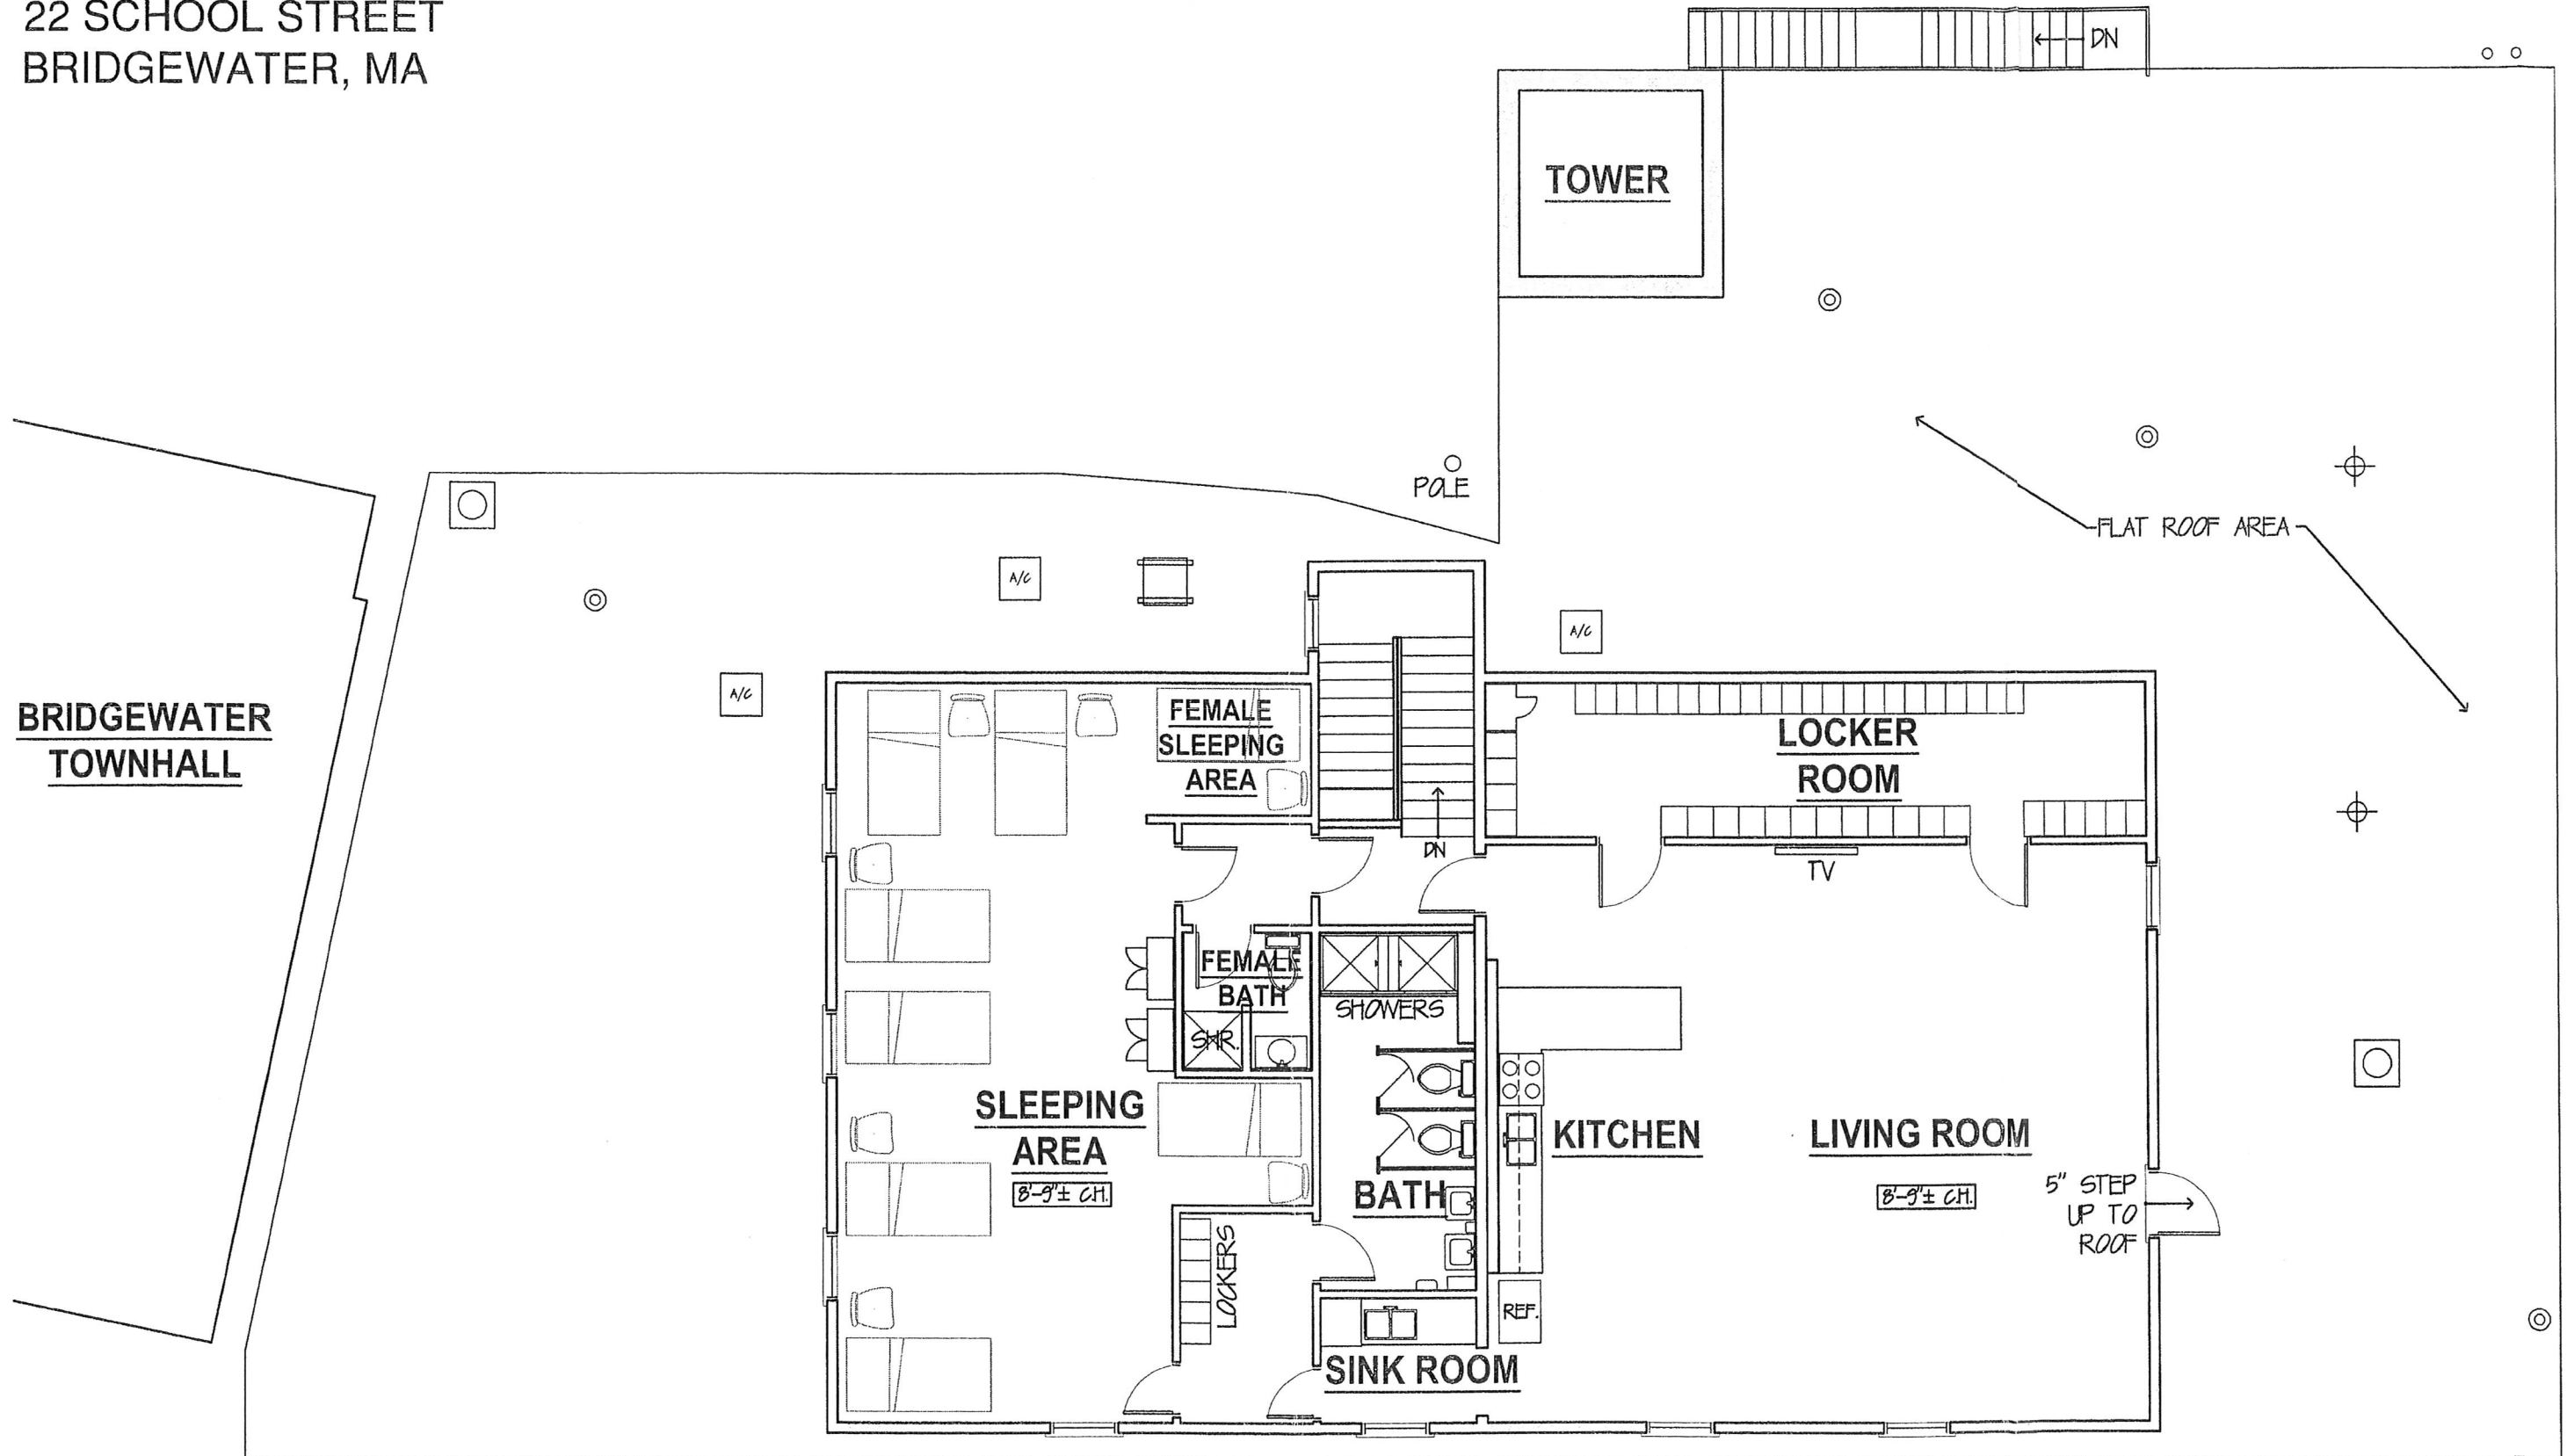 22 SCHOOL STREET
BRIDGEWATER, MA
DN
TOWER
POLE
FLAT ROOF AREA
A/C
A/C
A/C
BRIDGEWATER
TOWNHALL
FEMALE
SLEEPING
AREA
LOCKER
ROOM
DN
TV
FEMALE
BATH
SHR.
SHOWERS
SLEEPING
AREA
8'-9"± C.H.
KITCHEN
LIVING ROOM
8'-9"± C.H.
BATH
5" STEP
UP TO
ROOF
LOCKERS
REF.
SINK ROOM